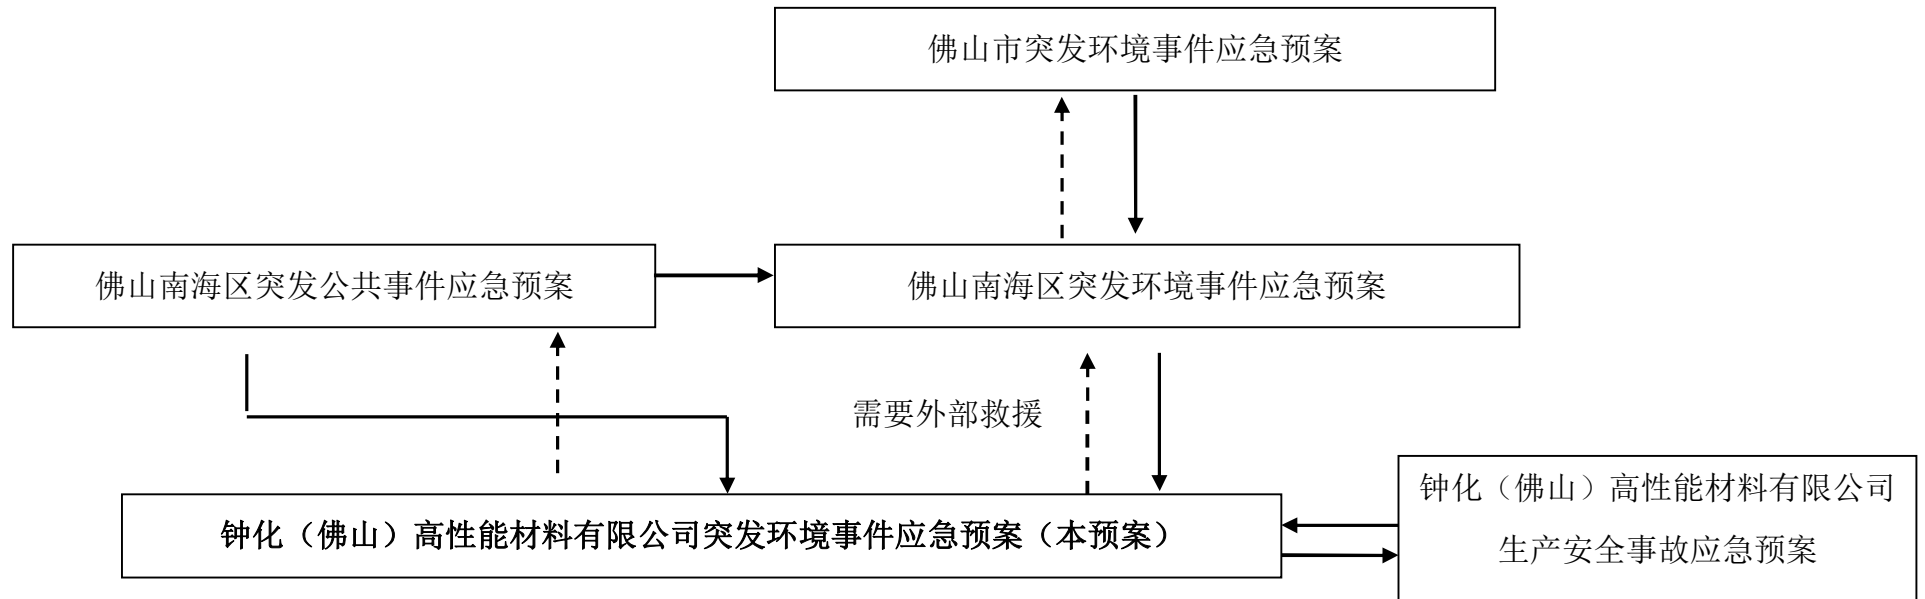 佛山市突发环境事件应急预案
佛山南海区突发公共事件应急预案
佛山南海区突发环境事件应急预案
需要外部救援
钟化（佛山）高性能材料有限公司突发环境事件应急预案（本预案）
钟化（佛山）高性能材料有限公司
生产安全事故应急预案